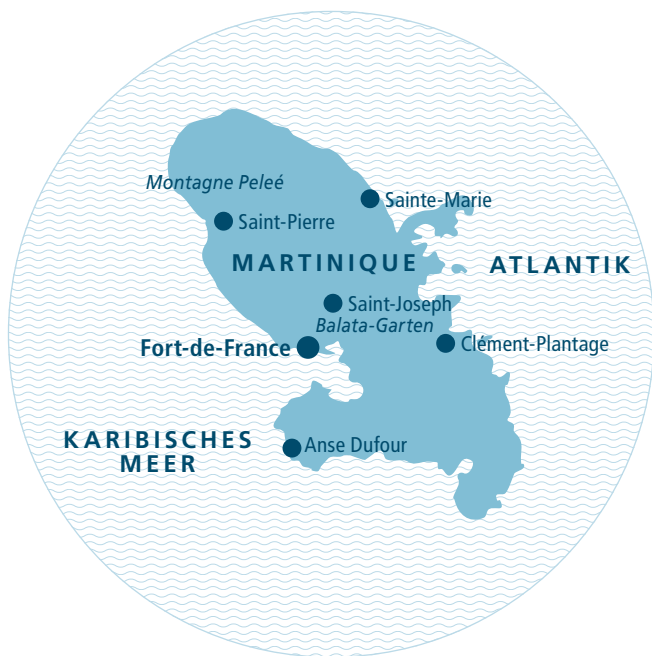 Montagne Peleé
Sainte-Marie
Saint-Pierre
MARTINIQUE
ATLANTIK
Saint-Joseph
Balata-Garten
Fort-de-France
Clément-Plantage
KARIBISCHES
MEER
Anse Dufour